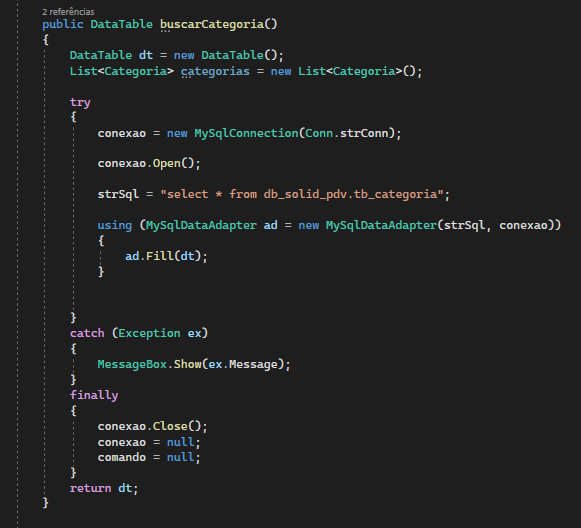 2 referências
public DataTable buscarCategoria()
{
DataTable dt = new DataTable();
List<Categoria> categorias = new List<Categoria>();
try
{
conexao = new MySqlConnection(Conn.strConn);
conexao.Open();
strSql = "select * from db_solid_pdv.tb_categoria";
using (MySqlDataAdapter ad = new MySqlDataAdapter(strSql, conexao))
{
ad.Fill(dt);
}
}
catch (Exception ex)
{
MessageBox.Show(ex.Message);
}
finally
{
conexao.Close();
conexao = null;
comando = null;
}
return dt;
}